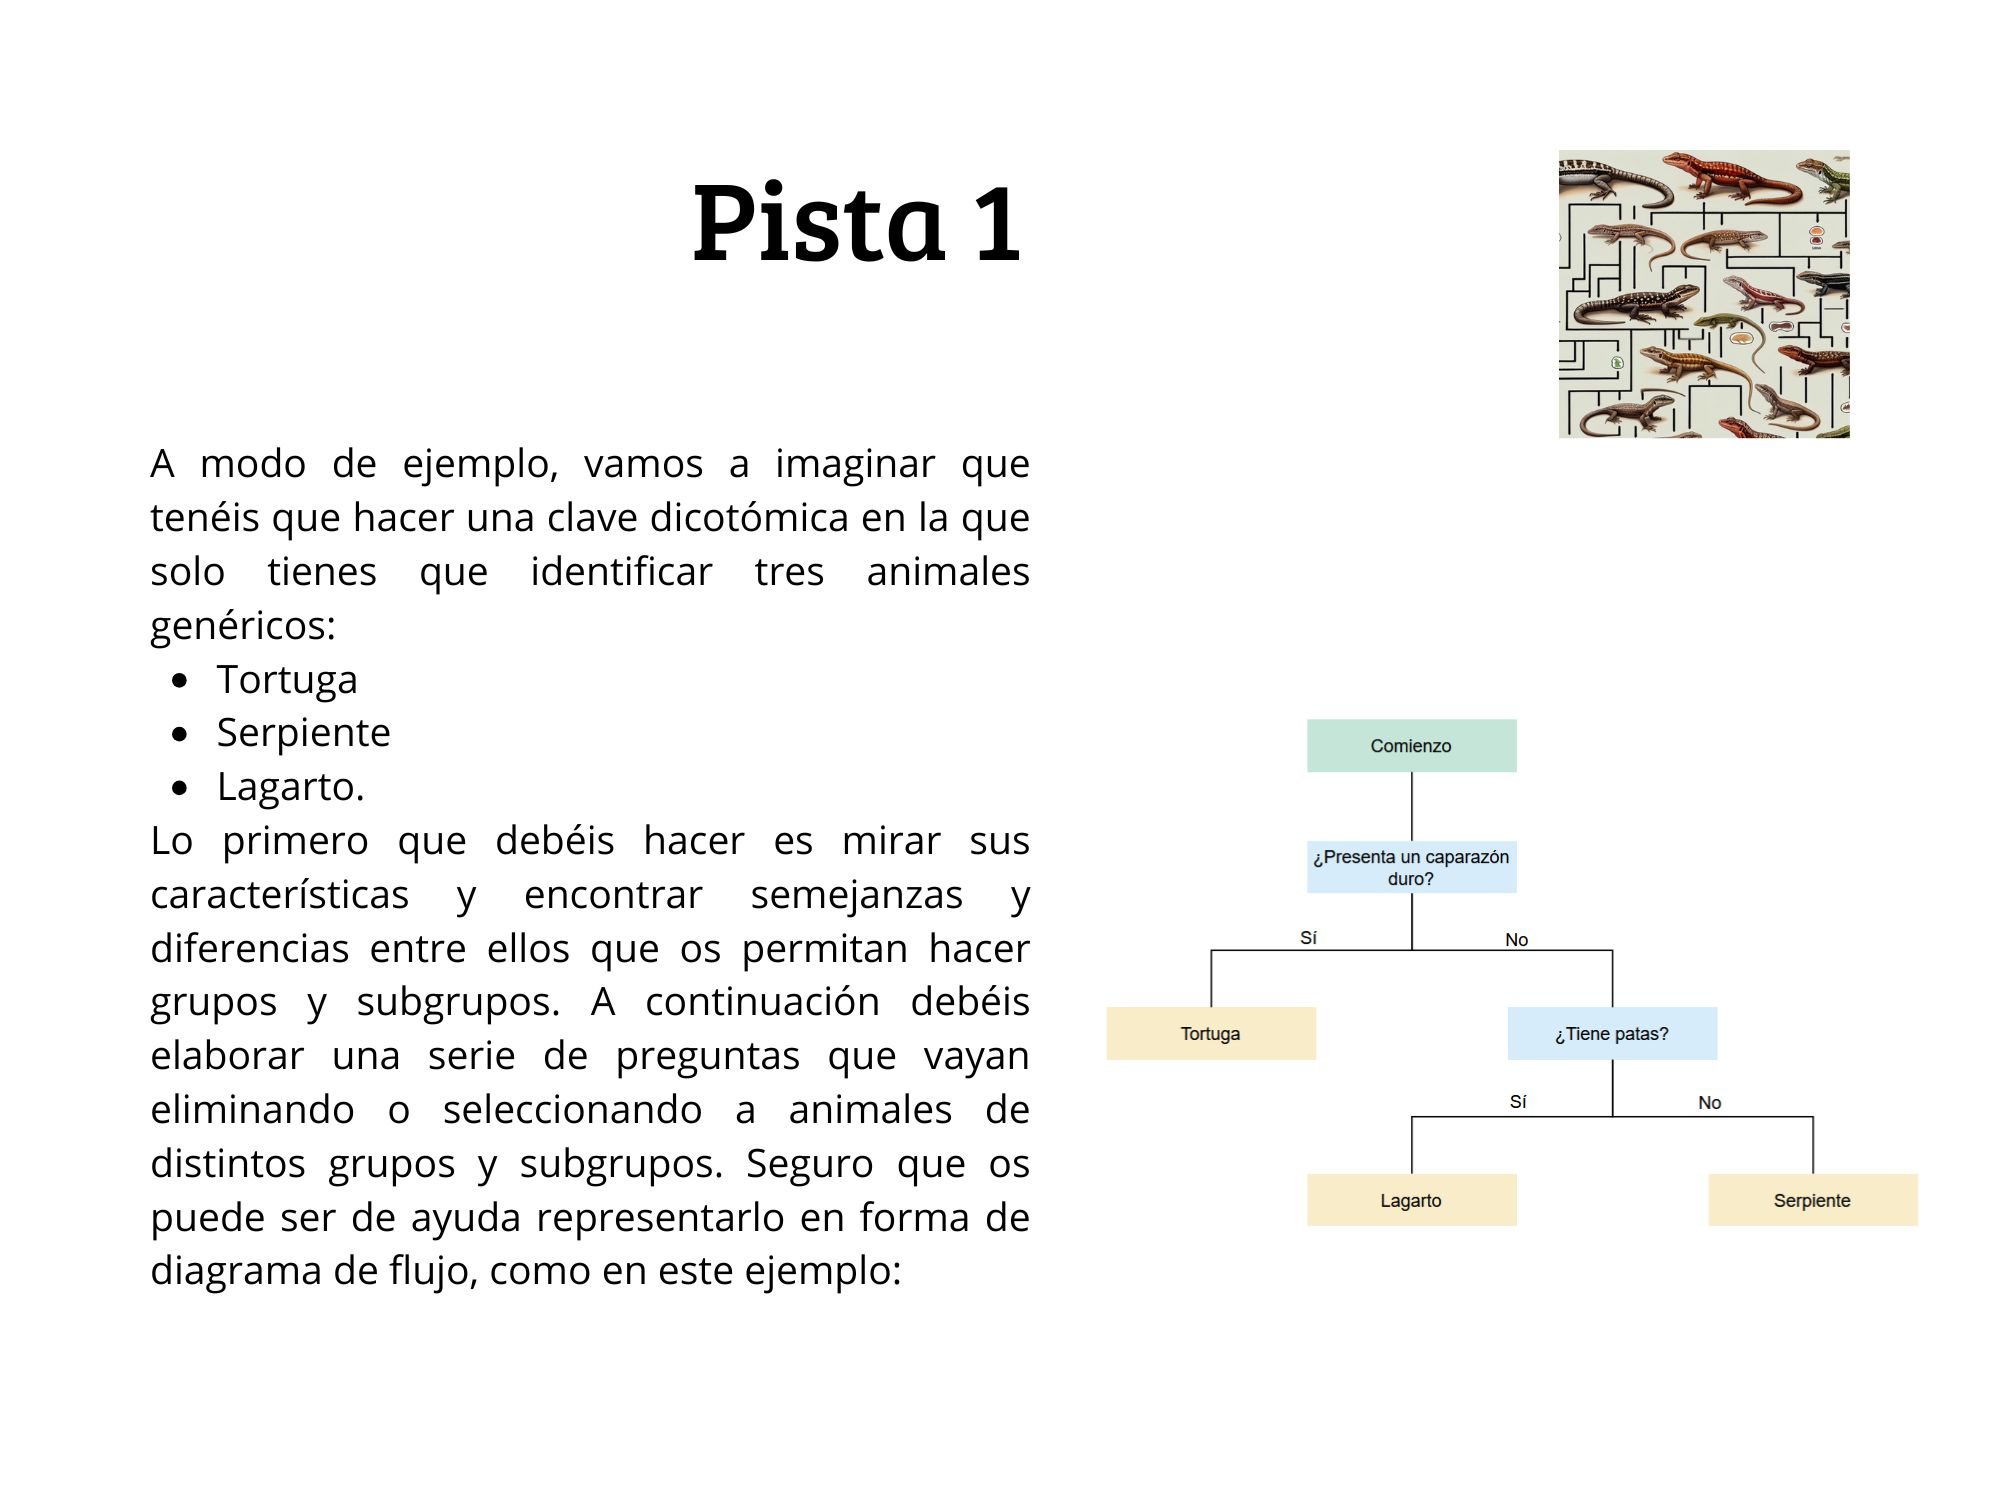 Pista 1
A modo de ejemplo, vamos a imaginar que
tenéis que hacer una clave dicotómica en la que
solo tienes que identificar tres animales
genéricos:
• Tortuga
• Serpiente
• Lagarto.
Lo primero que debéis hacer es mirar sus
características y encontrar semejanzas y
diferencias entre ellos que os permitan hacer
grupos y subgrupos. A continuación debéis
elaborar una serie de preguntas que vayan
eliminando o seleccionando a animales de
distintos grupos y subgrupos. Seguro que os
puede ser de ayuda representarlo en forma de
diagrama de flujo, como en este ejemplo:
Comienzo
¿Presenta un caparazón
duro?
Sí
No
Tortuga
¿Tiene patas?
Sí
No
Lagarto
Serpiente